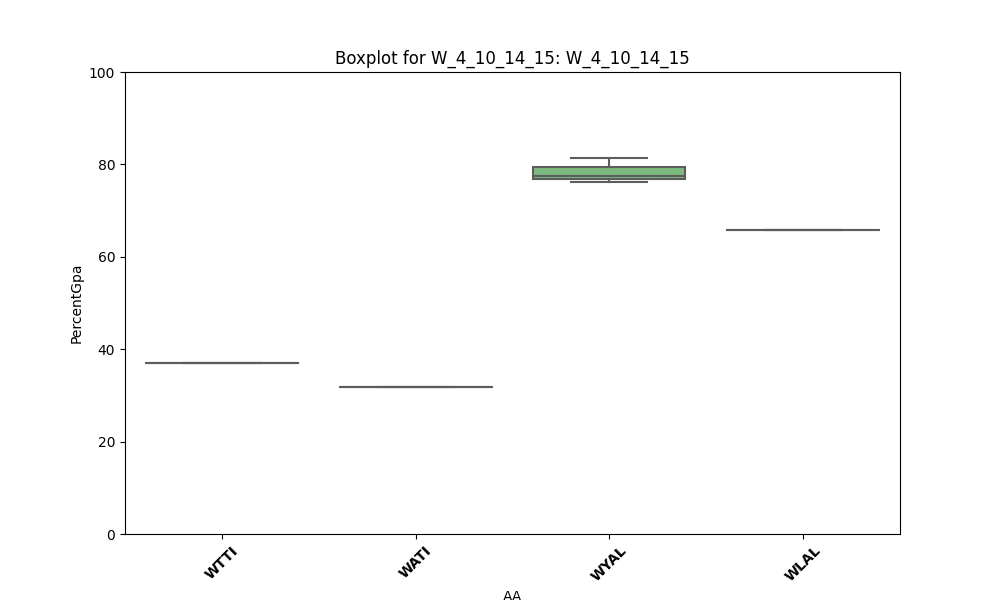 Boxplot for W_4_10_14_15: W_4_10_14_15
100
80
60
40
20
0
PercentGpa
WTTI
WATI
WYAL
WLAL
AA